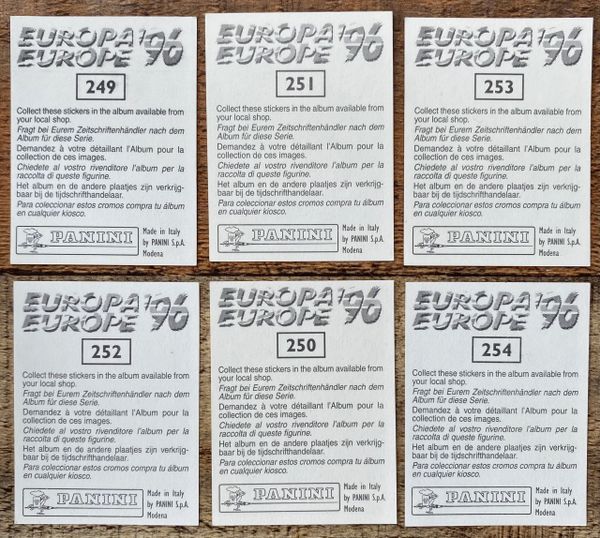 EUROPA '96
EUROPE
249
Collect these stickers in the album available from
your local shop.
Fragt bei Eurem Zeitschriftenhändler nach dem
Album für diese Serie.
Demandez à votre détaillant l'Album pour la
collection de ces images.
Chiedete al vostro rivenditore l'album per la
raccolta di queste figurine.
Het album en de andere plaatjes zijn verkrijg-
baar bij de tijdschrifthandelaar.
Para coleccionar estos cromos compra tu álbum
en cualquier kiosco.
PANINI
Made in Italy
by PANINI S.p.A.
Modena
EUROPA '96
EUROPE
251
Collect these stickers in the album available from
your local shop.
Fragt bei Eurem Zeitschriftenhändler nach dem
Album für diese Serie.
Demandez à votre détaillant l'Album pour la
collection de ces images.
Chiedete al vostro rivenditore l'album per la
raccolta di queste figurine.
Het album en de andere plaatjes zijn verkrijg-
baar bij de tijdschrifthandelaar.
Para coleccionar estos cromos compra tu álbum
en cualquier kiosco.
PANINI
Made in Italy
by PANINI S.p.A.
Modena
EUROPA '96
EUROPE
253
Collect these stickers in the album available from
your local shop.
Fragt bei Eurem Zeitschriftenhändler nach dem
Album für diese Serie.
Demandez à votre détaillant l'Album pour la
collection de ces images.
Chiedete al vostro rivenditore l'album per la
raccolta di queste figurine.
Het album en de andere plaatjes zijn verkrijg-
baar bij de tijdschrifthandelaar.
Para coleccionar estos cromos compra tu álbum
en cualquier kiosco.
PANINI
Made in Italy
by PANINI S.p.A.
Modena
EUROPA '96
EUROPE
252
Collect these stickers in the album available from
your local shop.
Fragt bei Eurem Zeitschriftenhändler nach dem
Album für diese Serie.
Demandez à votre détaillant l'Album pour la
collection de ces images.
Chiedete al vostro rivenditore l'album per la
raccolta di queste figurine.
Het album en de andere plaatjes zijn verkrijg-
baar bij de tijdschrifthandelaar.
Para coleccionar estos cromos compra tu álbum
en cualquier kiosco.
PANINI
Made in Italy
by PANINI S.p.A.
Modena
EUROPA '96
EUROPE
250
Collect these stickers in the album available from
your local shop.
Fragt bei Eurem Zeitschriftenhändler nach dem
Album für diese Serie.
Demandez à votre détaillant l'Album pour la
collection de ces images.
Chiedete al vostro rivenditore l'album per la
raccolta di queste figurine.
Het album en de andere plaatjes zijn verkrijg-
baar bij de tijdschrifthandelaar.
Para coleccionar estos cromos compra tu álbum
en cualquier kiosco.
PANINI
Made in Italy
by PANINI S.p.A.
Modena
EUROPA '96
EUROPE
254
Collect these stickers in the album available from
your local shop.
Fragt bei Eurem Zeitschriftenhändler nach dem
Album für diese Serie.
Demandez à votre détaillant l'Album pour la
collection de ces images.
Chiedete al vostro rivenditore l'album per la
raccolta di queste figurine.
Het album en de andere plaatjes zijn verkrijg-
baar bij de tijdschrifthandelaar.
Para coleccionar estos cromos compra tu álbum
en cualquier kiosco.
PANINI
Made in Italy
by PANINI S.p.A.
Modena